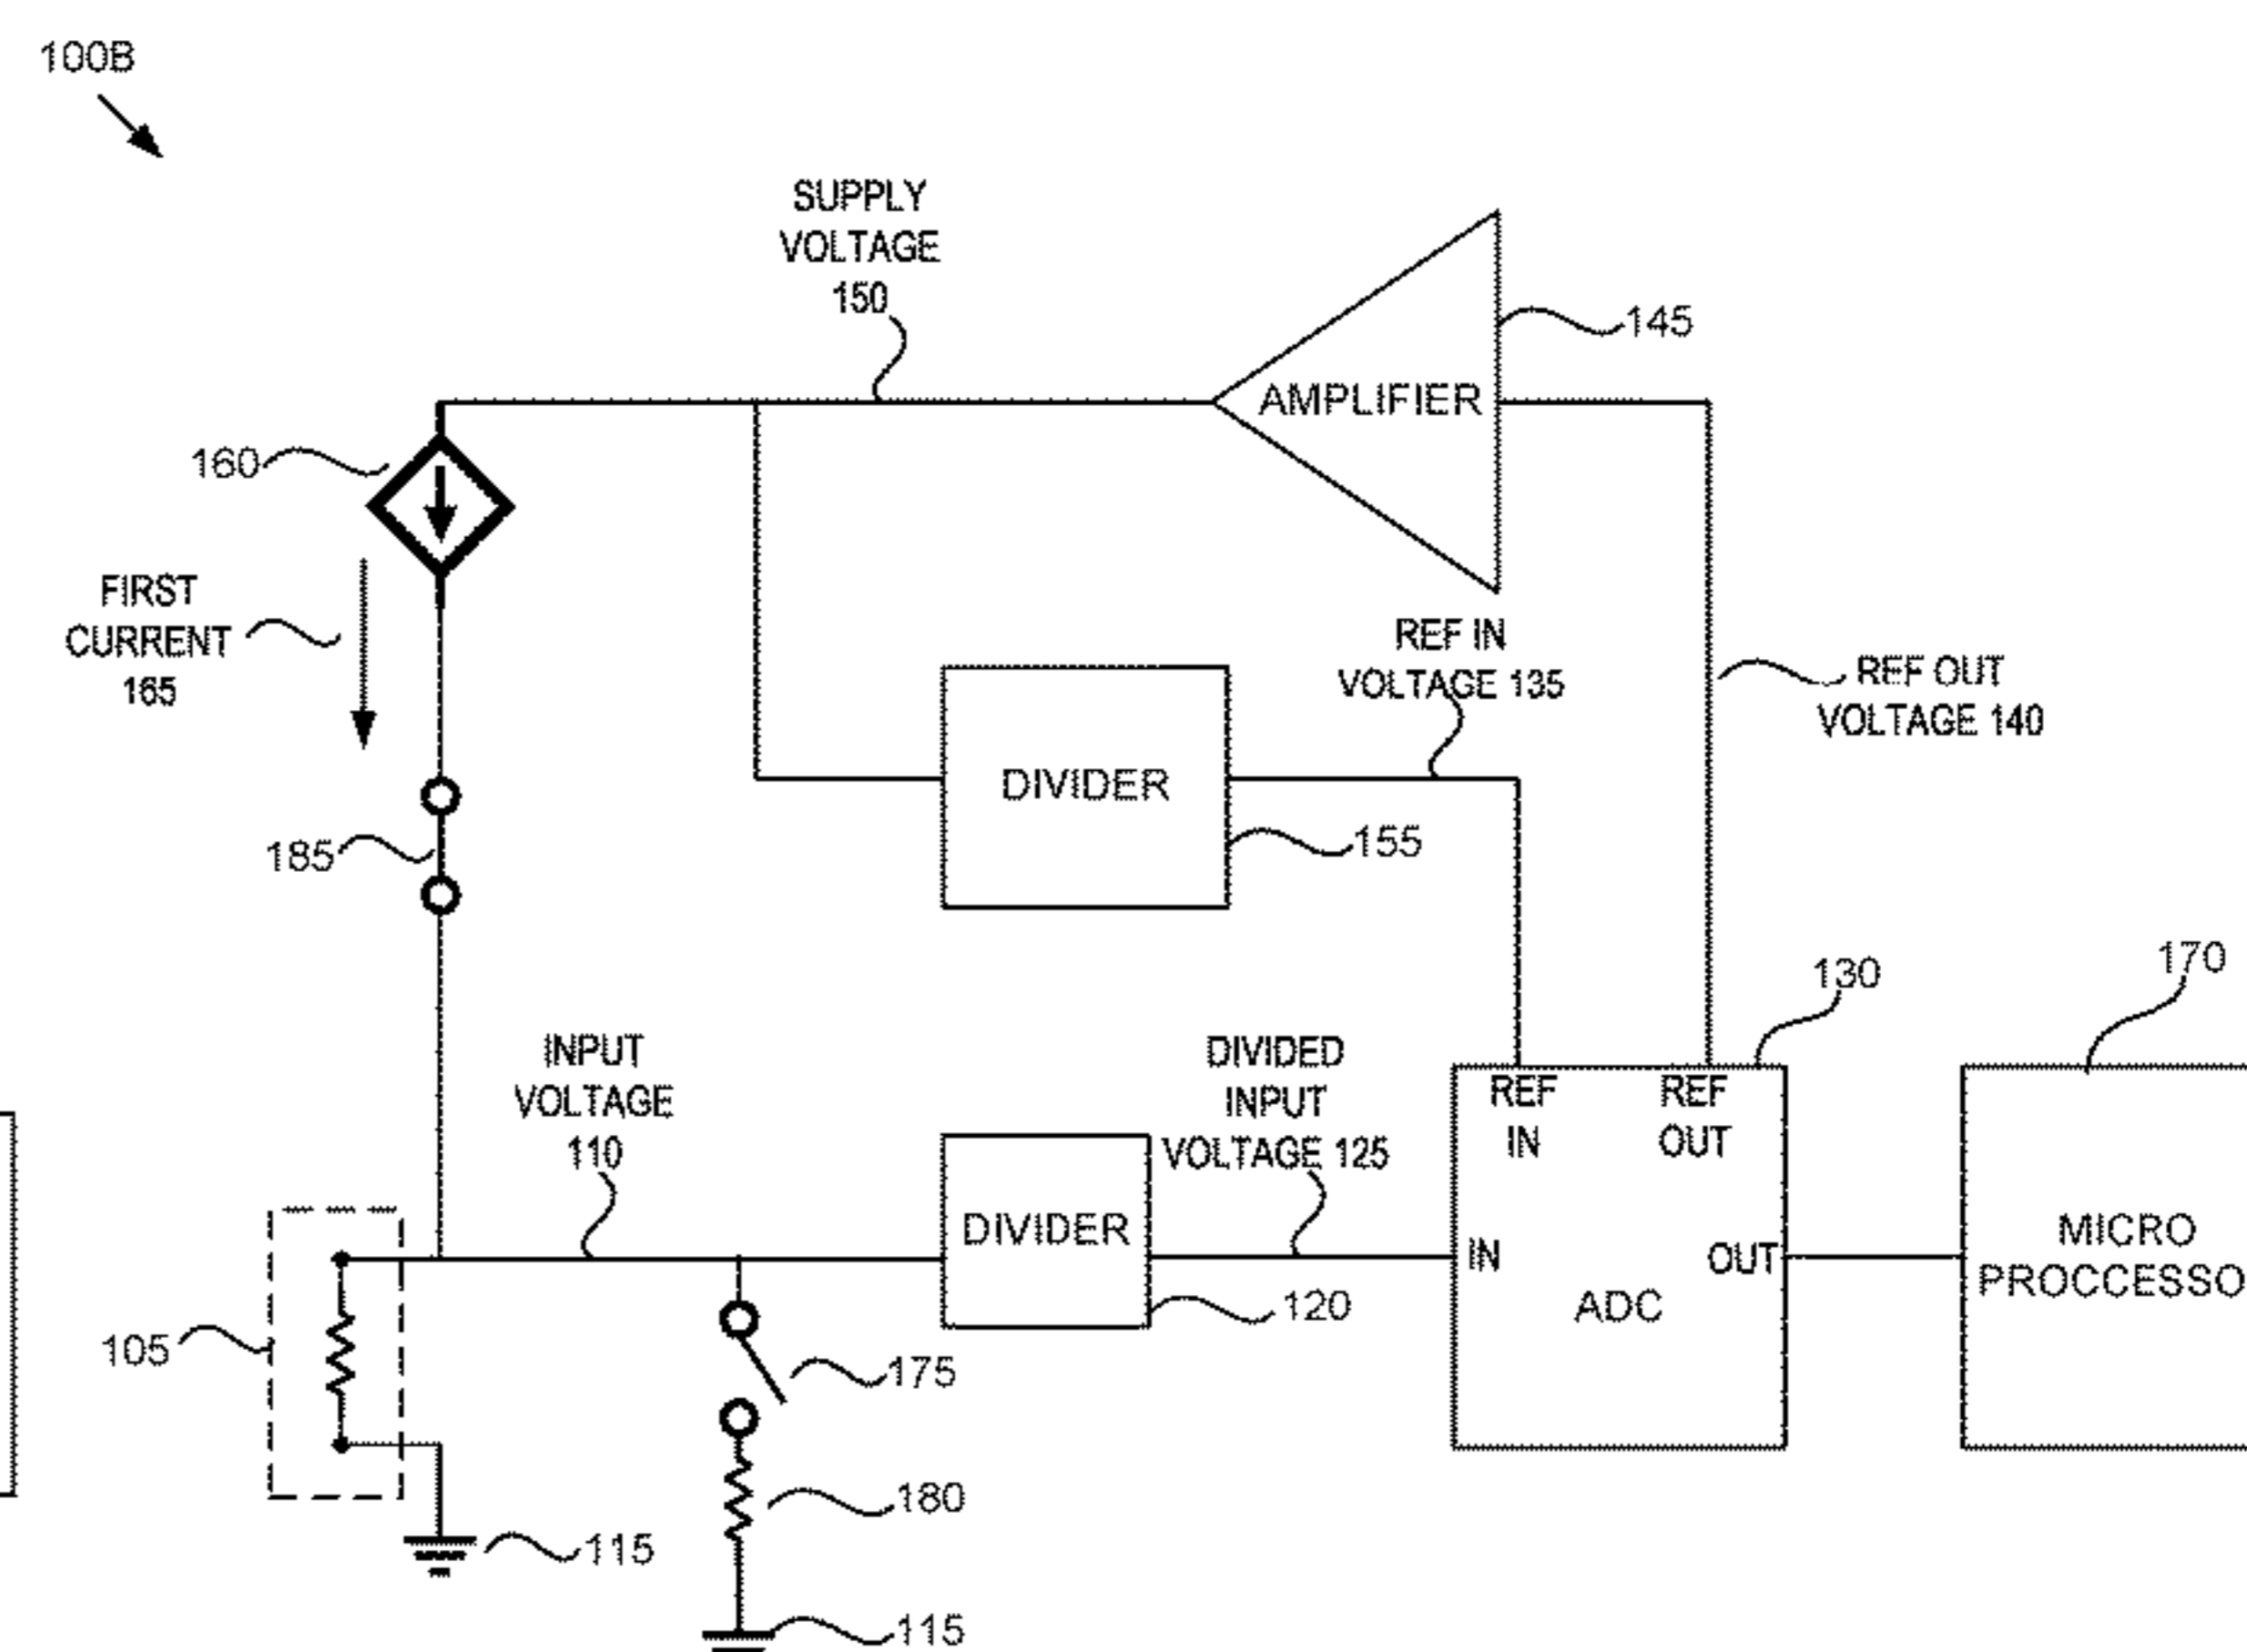 100B
SUPPLY
VOLTAGE
150
145
AMPLIFIER
160
FIRST
CURRENT
165
REF IN
VOLTAGE 135
REF OUT
VOLTAGE 140
DIVIDER
155
185
130
170
INPUT
VOLTAGE
110
DIVIDED
INPUT
VOLTAGE 125
REF
IN
REF
OUT
DIVIDER
IN
OUT
ADC
MICRO
PROCCESSO
120
105
175
180
115
115